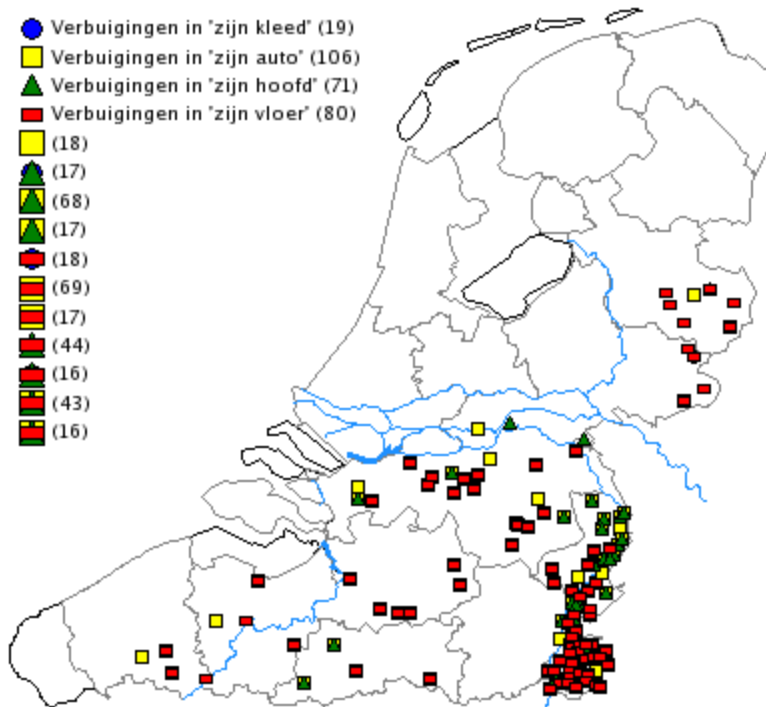 Verbuigingen in "zijn kleed" (19)
Verbuigingen in "zijn auto" (106)
Verbuigingen in "zijn hoofd" (71)
Verbuigingen in "zijn vloer" (80)
(18)
(17)
(68)
(17)
(18)
(69)
(17)
(44)
(16)
(43)
(16)